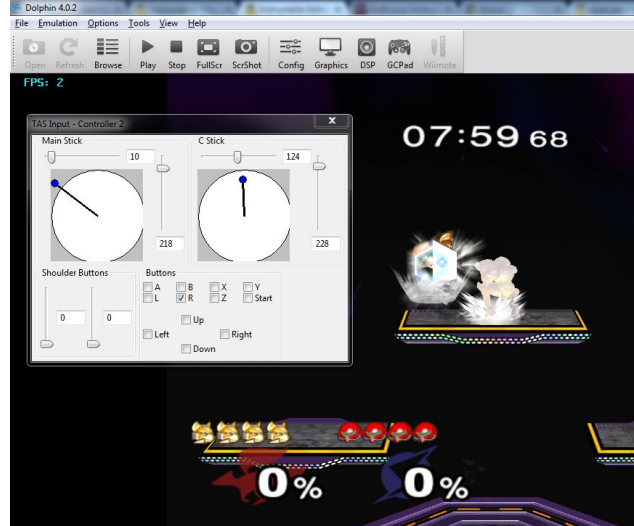 Dolphin 4.0.2
File Emulation Options Tools View Help
Open Refresh Browse Play Stop FullScr ScrShot Config Graphics DSP GCPad Wiimote
FPS: 2
TAS Input - Controller 2
x
Main Stick
C Stick
10
124
218
228
07:59 68
Shoulder Buttons
Buttons
A B X Y
L R Z Start
0 0
Up
Left Right
Down
0% 0%